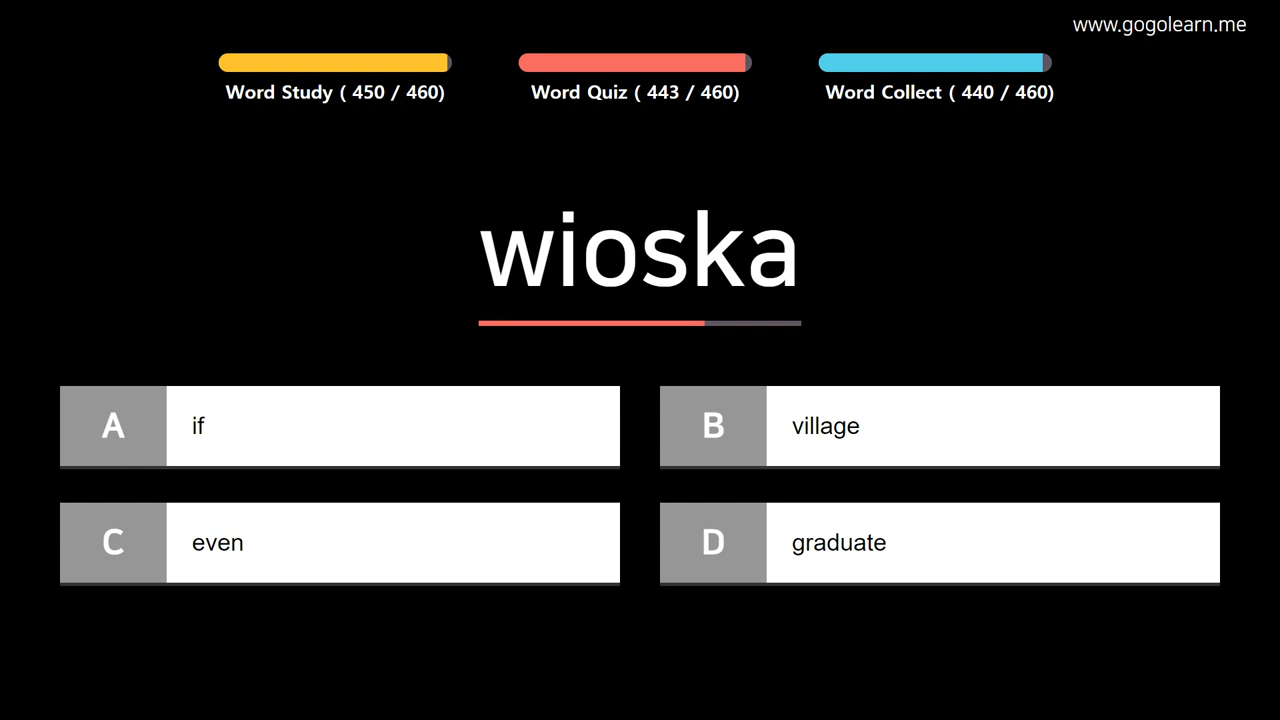 www.gogolearn.me
Word Study ( 450 / 460)
Word Quiz ( 443 / 460)
Word Collect ( 440 / 460)
wioska
A if
B village
C even
D graduate